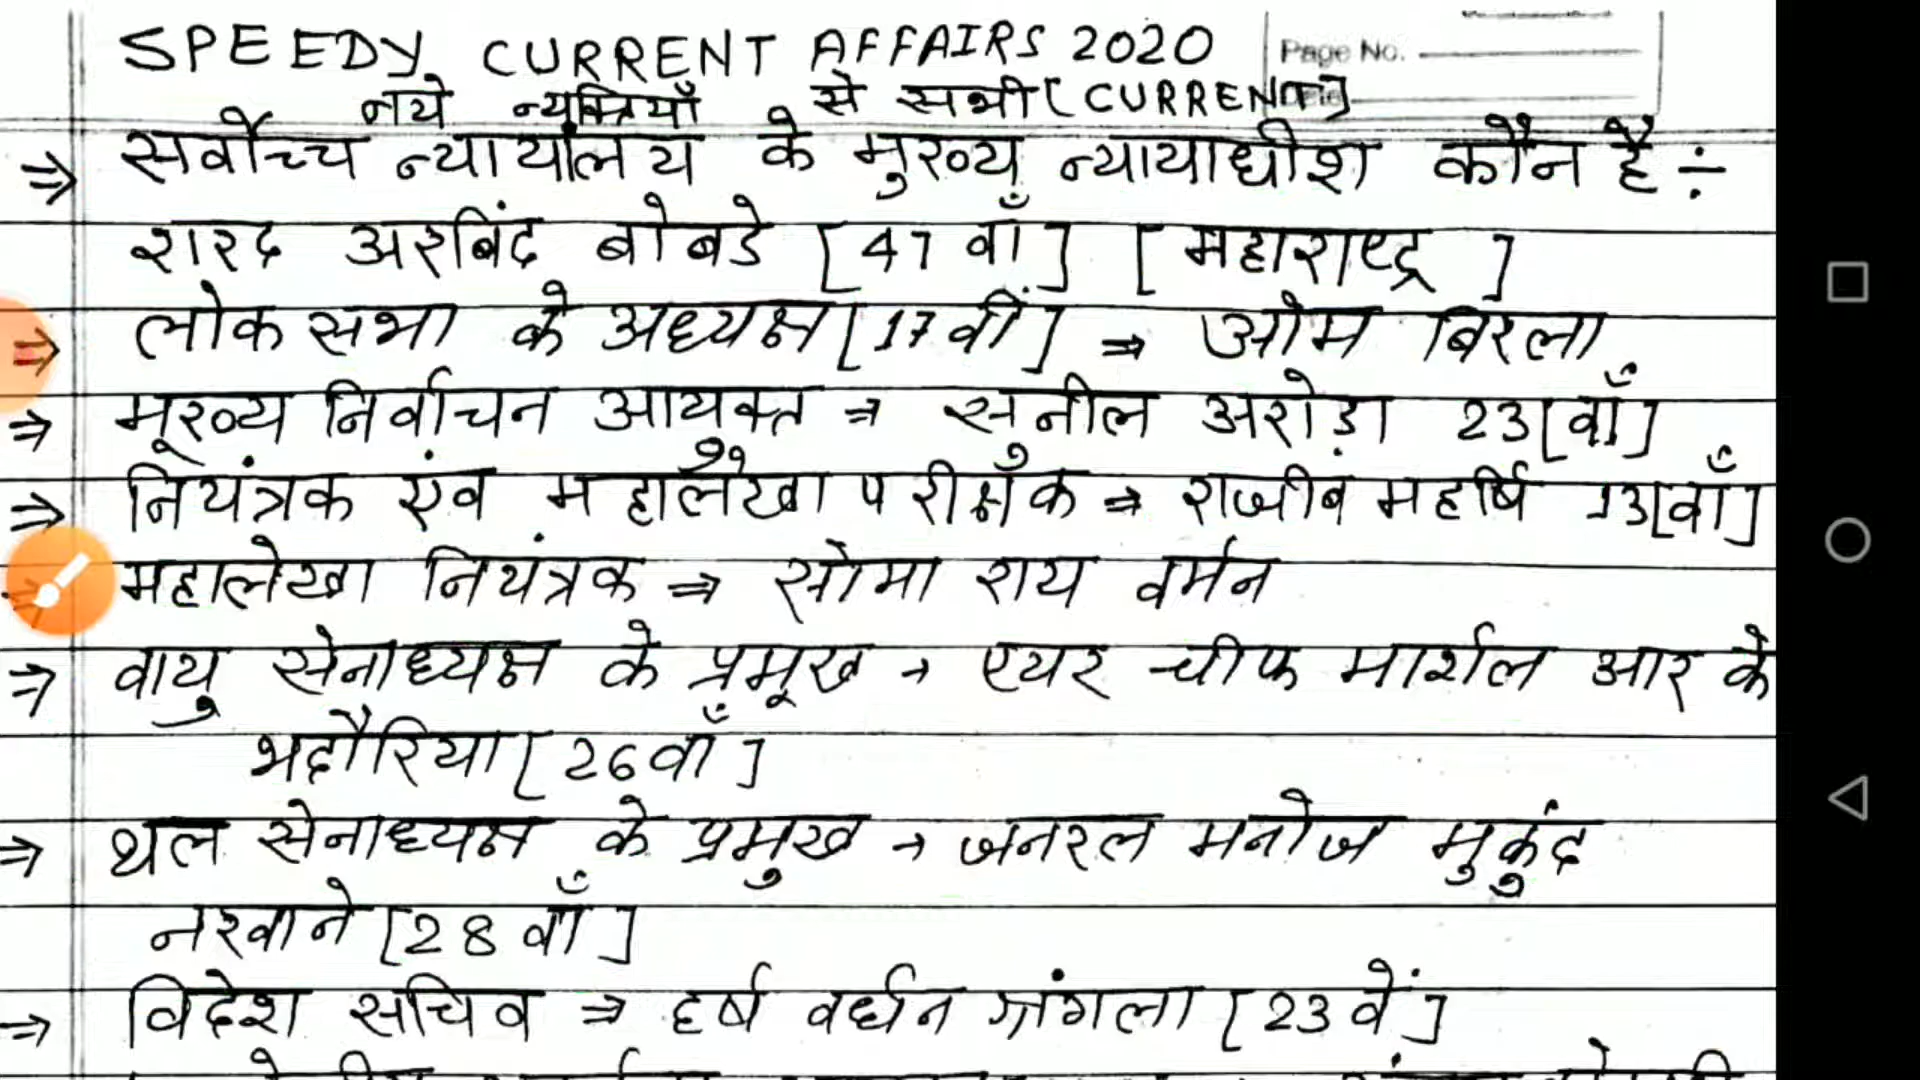 SPEEDY CURRENT AFFAIRS 2020
Page No.
नये न्यक्तियाँ से सभी [CURRENT]
सर्वोच्च न्यायालय के मुख्य न्यायाधीश कौन है ÷
शरद अरबिंद बोबडे [47 वाँ] [महाराष्ट्र]
⇒ लोकसभा के अध्यक्ष [17वीं] ⇒ ओम बिरला
⇒ मूख्य निर्वाचन आयुक्त ⇒ सुनील अरोड़ा 23[वाँ]
⇒ नियंत्रक एंव महालेखा परीक्षक ⇒ राजीव महर्षि 13[वाँ]
महालेखा नियंत्रक ⇒ सोमा राय वर्मन
⇒ वायु सेनाध्यक्ष के प्रमूख → एयर चीफ मार्शल आर के
भदौरिया [26वाँ]
⇒ थल सेनाध्यक्ष के प्रमुख → जनरल मनोज मुकुंद
नरवाने [28 वाँ]
⇒ विदेश सचिव ⇒ हर्ष वर्धन श्रंगला [23 वें]